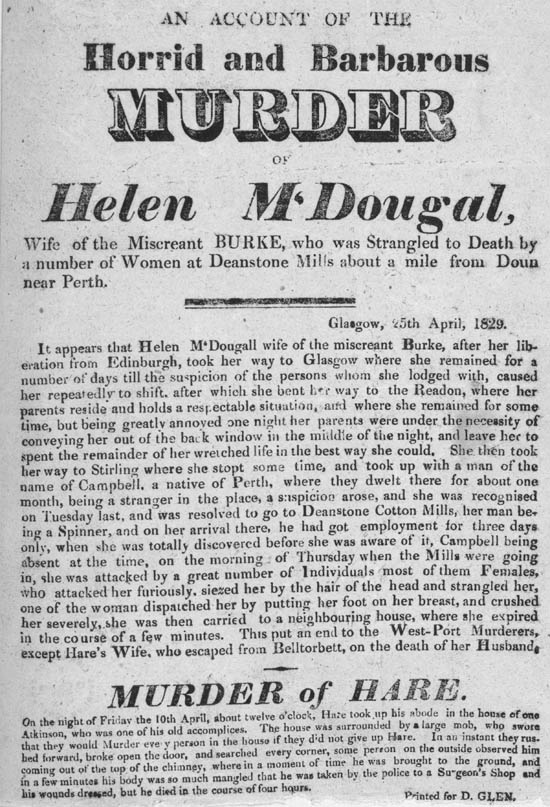 AN ACCOUNT OF THE
Horrid and Barbarous
MURDER
OF
Helen M'Dougal,
Wife of the Miscreant BURKE, who was Strangled to Death by
a number of Women at Deanstone Mills about a mile from Doun
near Perth.
Glasgow, 25th April, 1829.
It appears that Helen M'Dougall wife of the miscreant Burke, after her lib-
eration from Edinburgh, took her way to Glasgow where she remained for a
number of days till the suspicion of the persons whom she lodged with, caused
her repeatedly to shift. after which she bent her way to the Readon, where her
parents reside and holds a respectable situation, and where she remained for some
time, but being greatly annoyed one night her parents were under the necessity of
conveying her out of the back window in the middle of the night, and leave her to
spent the remainder of her wretched life in the best way she could. She then took
her way to Stirling where she stopt some time, and took up with a man of the
name of Campbell. a native of Perth, where they dwelt there for about one
month, being a stranger in the place, a suspicion arose, and she was recognised
on Tuesday last, and was resolved to go to Deanstone Cotton Mills, her man be-
ing a Spinner, and on her arrival there, he had got employment for three days
only, when she was totally discovered before she was aware of it, Campbell being
absent at the time, on the morning of Thursday when the Mills were going
in, she was attacked by a great number of Individuals most of them Females,
who attacked her furiously. siezed her by the hair of the head and strangled her,
one of the woman dispatched her by putting her foot on her breast, and crushed
her severely, she was then carried to a neighbouring house, where she expired
in the course of a few minutes. This put an end to the West-Port Murderers,
except Hare's Wife, who escaped from Belltorbett, on the death of her Husband,
MURDER of HARE.
On the night of Friday the 10th April, about twelve o'clock, Hare took up his abode in the house of one
Atkinson, who was one of his old accomplices. The house was surrounded by a large mob, who swore
that they would Murder every person in the house if they did not give up Hare. In an instant they rus-
hed forward, broke open the door, and searched every corner, some person on the outside observed him
coming out of the top of the chimney, where in a moment of time he was brought to the ground, and
in a few minutes his body was so much mangled that he was taken by the police to a Surgeon's Shop and
his wounds dressed, but he died in the course of four hours.
Printed for D. GLEN.